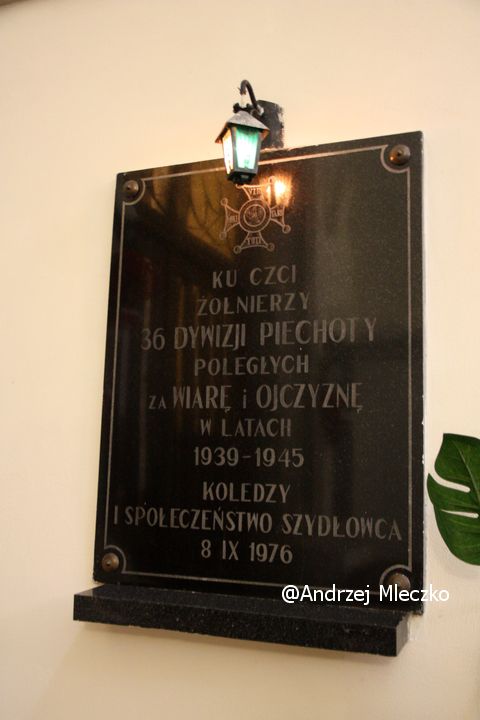 KU CZCI
ŻOŁNIERZY
36 DYWIZJI PIECHOTY
POLEGŁYCH
ZA WIARĘ i OJCZYZNĘ
W LATACH
1939-1945
KOLEDZY
I SPOŁECZEŃSTWO SZYDŁOWCA
8 IX 1976
@Andrzej Mleczko